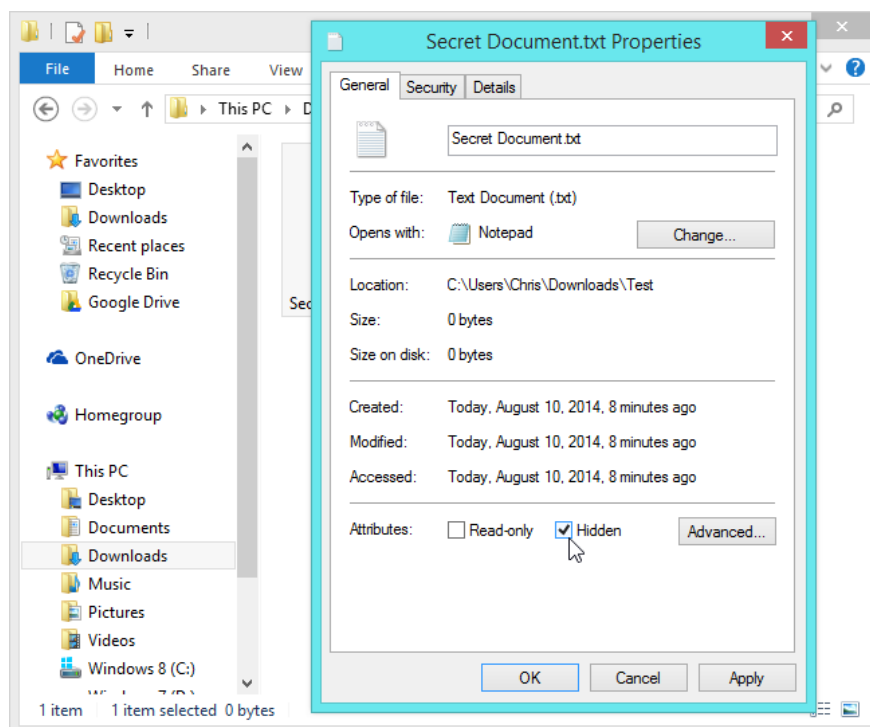 Secret Document.txt Properties
File Home Share View
General Security Details
This PC
Secret Document.txt
Favorites
Desktop
Downloads
Recent places
Recycle Bin
Google Drive
OneDrive
Homegroup
This PC
Desktop
Documents
Downloads
Music
Pictures
Videos
Windows 8 (C:)
Type of file: Text Document (.txt)
Opens with: Notepad Change...
Location: C:\Users\Chris\Downloads\Test
Size: 0 bytes
Size on disk: 0 bytes
Created: Today, August 10, 2014, 8 minutes ago
Modified: Today, August 10, 2014, 8 minutes ago
Accessed: Today, August 10, 2014, 8 minutes ago
Attributes: Read-only Hidden Advanced...
OK Cancel Apply
1 item 1 item selected 0 bytes